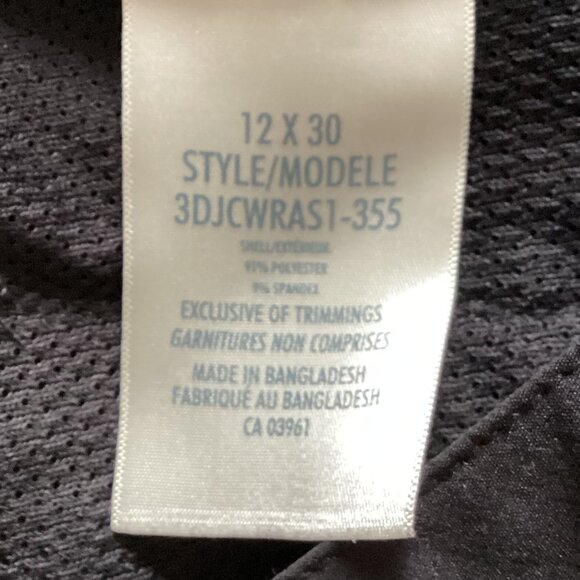 12 X 30
STYLE/MODELE
3DJCWRAS1-355
SHELL/EXTÉRIEUR
91% POLYESTER
9% SPANDEX
EXCLUSIVE OF TRIMMINGS
GARNITURES NON COMPRISES
MADE IN BANGLADESH
FABRIQUÉ AU BANGLADESH
CA 03961